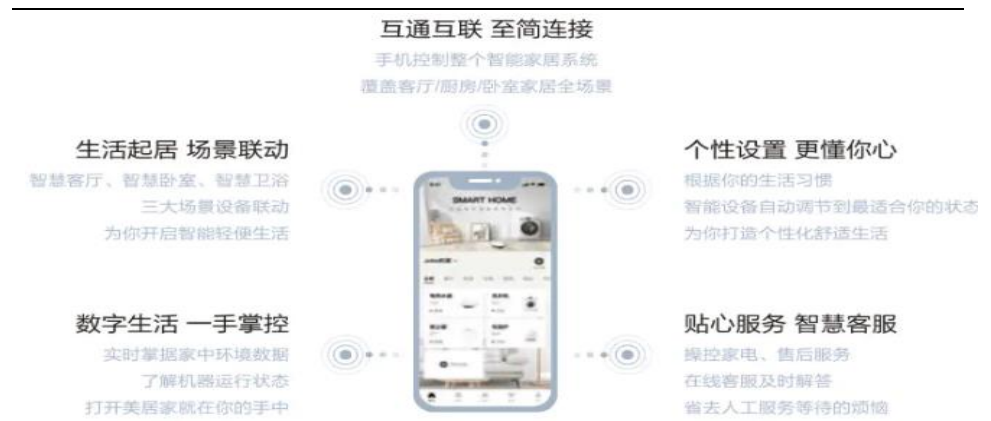 互通互联 至简连接
手机控制整个智能家居系统
覆盖客厅/厨房/卧室家居全场景
生活起居 场景联动
智慧客厅、智慧卧室、智慧卫浴
三大场景设备联动
为你开启智能轻便生活
个性设置 更懂你心
根据你的生活习惯
智能设备自动调节到最适合你的状态
为你打造个性化舒适生活
SMART HOME
数字生活 一手掌控
实时掌据家中环境数据
了解机器运行状态
打开美居家就在你的手中
贴心服务 智慧客服
操控家电、售后服务
在线客服及时解答
省去人工服务等待的烦恼